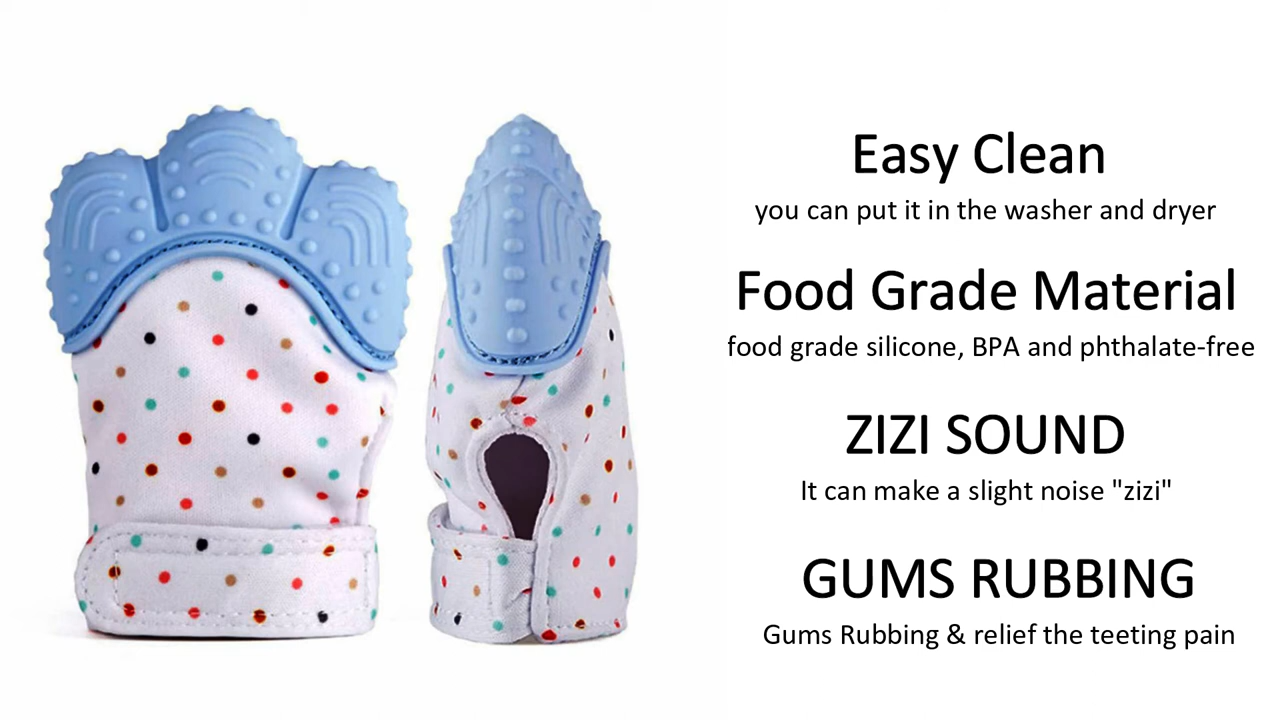 Easy Clean
you can put it in the washer and dryer
Food Grade Material
food grade silicone, BPA and phthalate-free
ZIZI SOUND
It can make a slight noise "zizi"
GUMS RUBBING
Gums Rubbing & relief the teeting pain